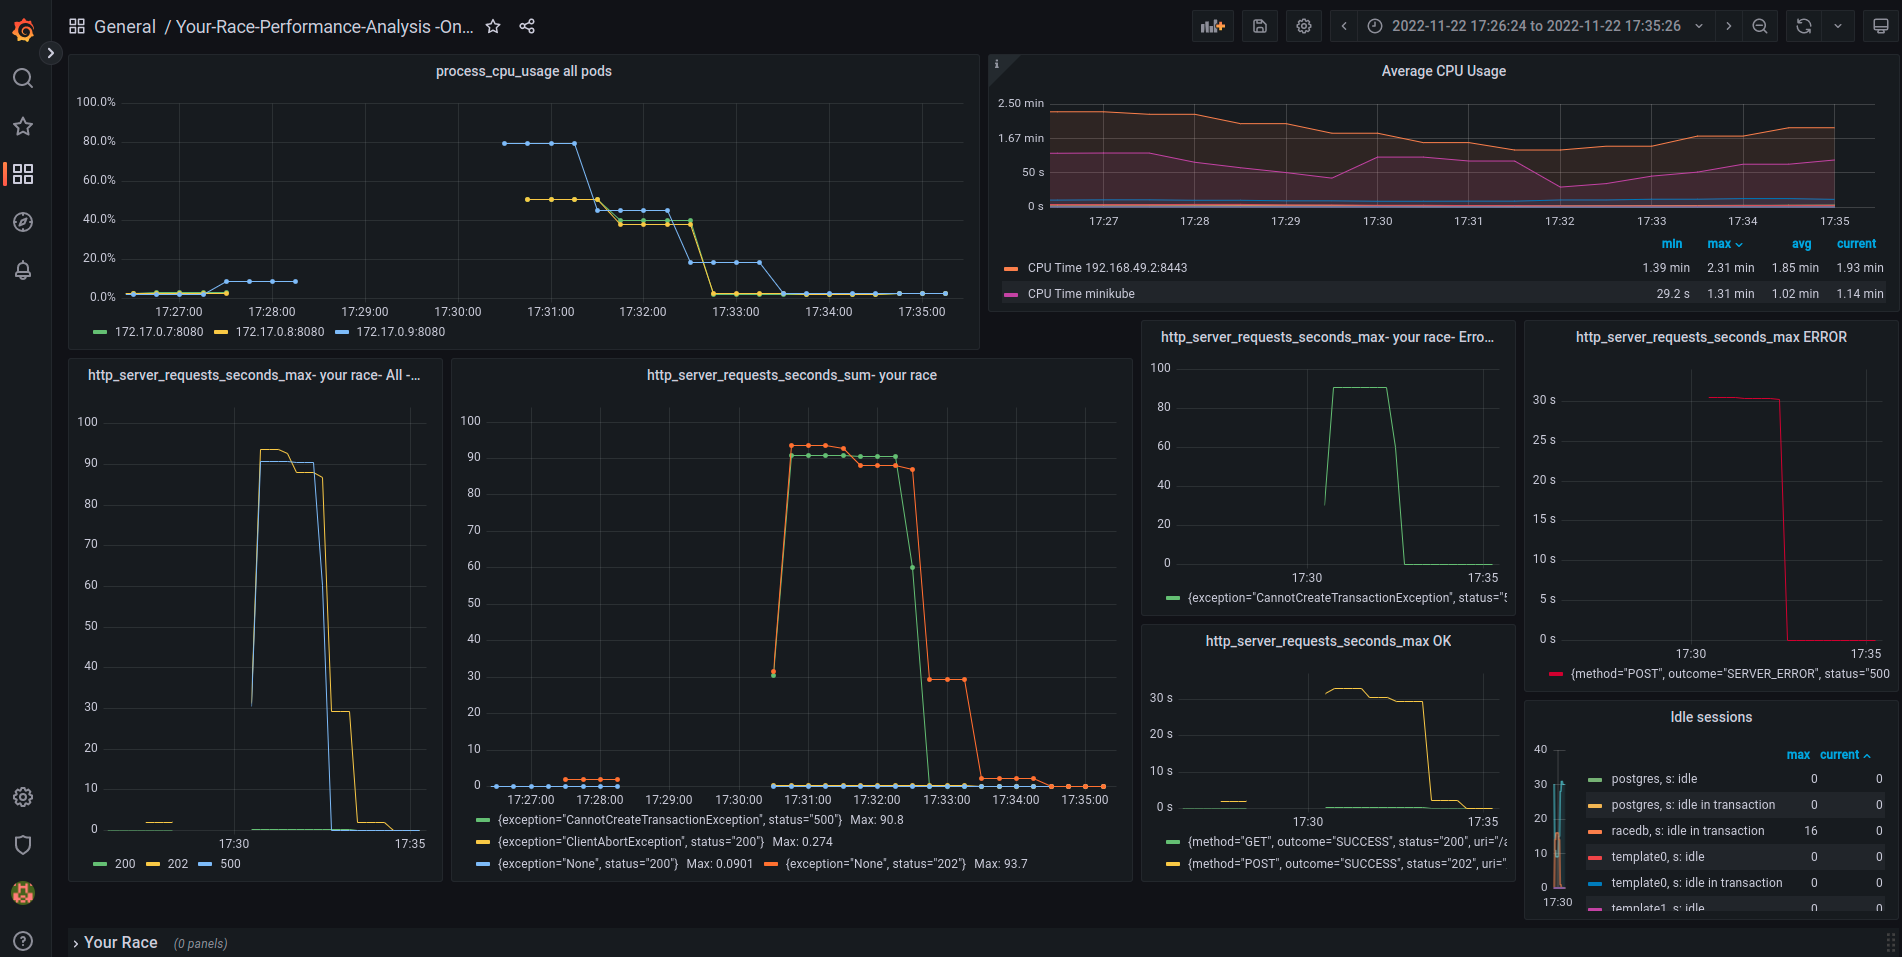 General / Your-Race-Performance-Analysis -On...
2022-11-22 17:26:24 to 2022-11-22 17:35:26
process_cpu_usage all pods
100.0%
80.0%
60.0%
40.0%
20.0%
0.0%
17:27:00 17:28:00 17:29:00 17:30:00 17:31:00 17:32:00 17:33:00 17:34:00 17:35:00
172.17.0.7:8080 172.17.0.8:8080 172.17.0.9:8080
i
Average CPU Usage
2.50 min
1.67 min
50 s
0 s
17:27 17:28 17:29 17:30 17:31 17:32 17:33 17:34 17:35
min max avg current
CPU Time 192.168.49.2:8443 1.39 min 2.31 min 1.85 min 1.93 min
CPU Time minikube 29.2 s 1.31 min 1.02 min 1.14 min
http_server_requests_seconds_max- your race- All -...
100
90
80
70
60
50
40
30
20
10
0
17:30 17:35
200 202 500
http_server_requests_seconds_sum- your race
100
90
80
70
60
50
40
30
20
10
0
17:27:00 17:28:00 17:29:00 17:30:00 17:31:00 17:32:00 17:33:00 17:34:00 17:35:00
{exception="CannotCreateTransactionException", status="500"} Max: 90.8
{exception="ClientAbortException", status="200"} Max: 0.274
{exception="None", status="200"} Max: 0.0901 {exception="None", status="202"} Max: 93.7
http_server_requests_seconds_max- your race- Erro...
100
80
60
40
20
0
17:30 17:35
{exception="CannotCreateTransactionException", status="5
http_server_requests_seconds_max OK
30 s
20 s
10 s
0 s
17:30 17:35
{method="GET", outcome="SUCCESS", status="200", uri="/a
{method="POST", outcome="SUCCESS", status="202", uri="
http_server_requests_seconds_max ERROR
30 s
25 s
20 s
15 s
10 s
5 s
0 s
17:30 17:35
{method="POST", outcome="SERVER_ERROR", status="500
Idle sessions
40
30
20
10
0
17:30
max current
postgres, s: idle 0 0
postgres, s: idle in transaction 0 0
racedb, s: idle in transaction 16 0
template0, s: idle 0 0
template0, s: idle in transaction 0 0
template1, s: idle 0 0
Your Race (0 panels)